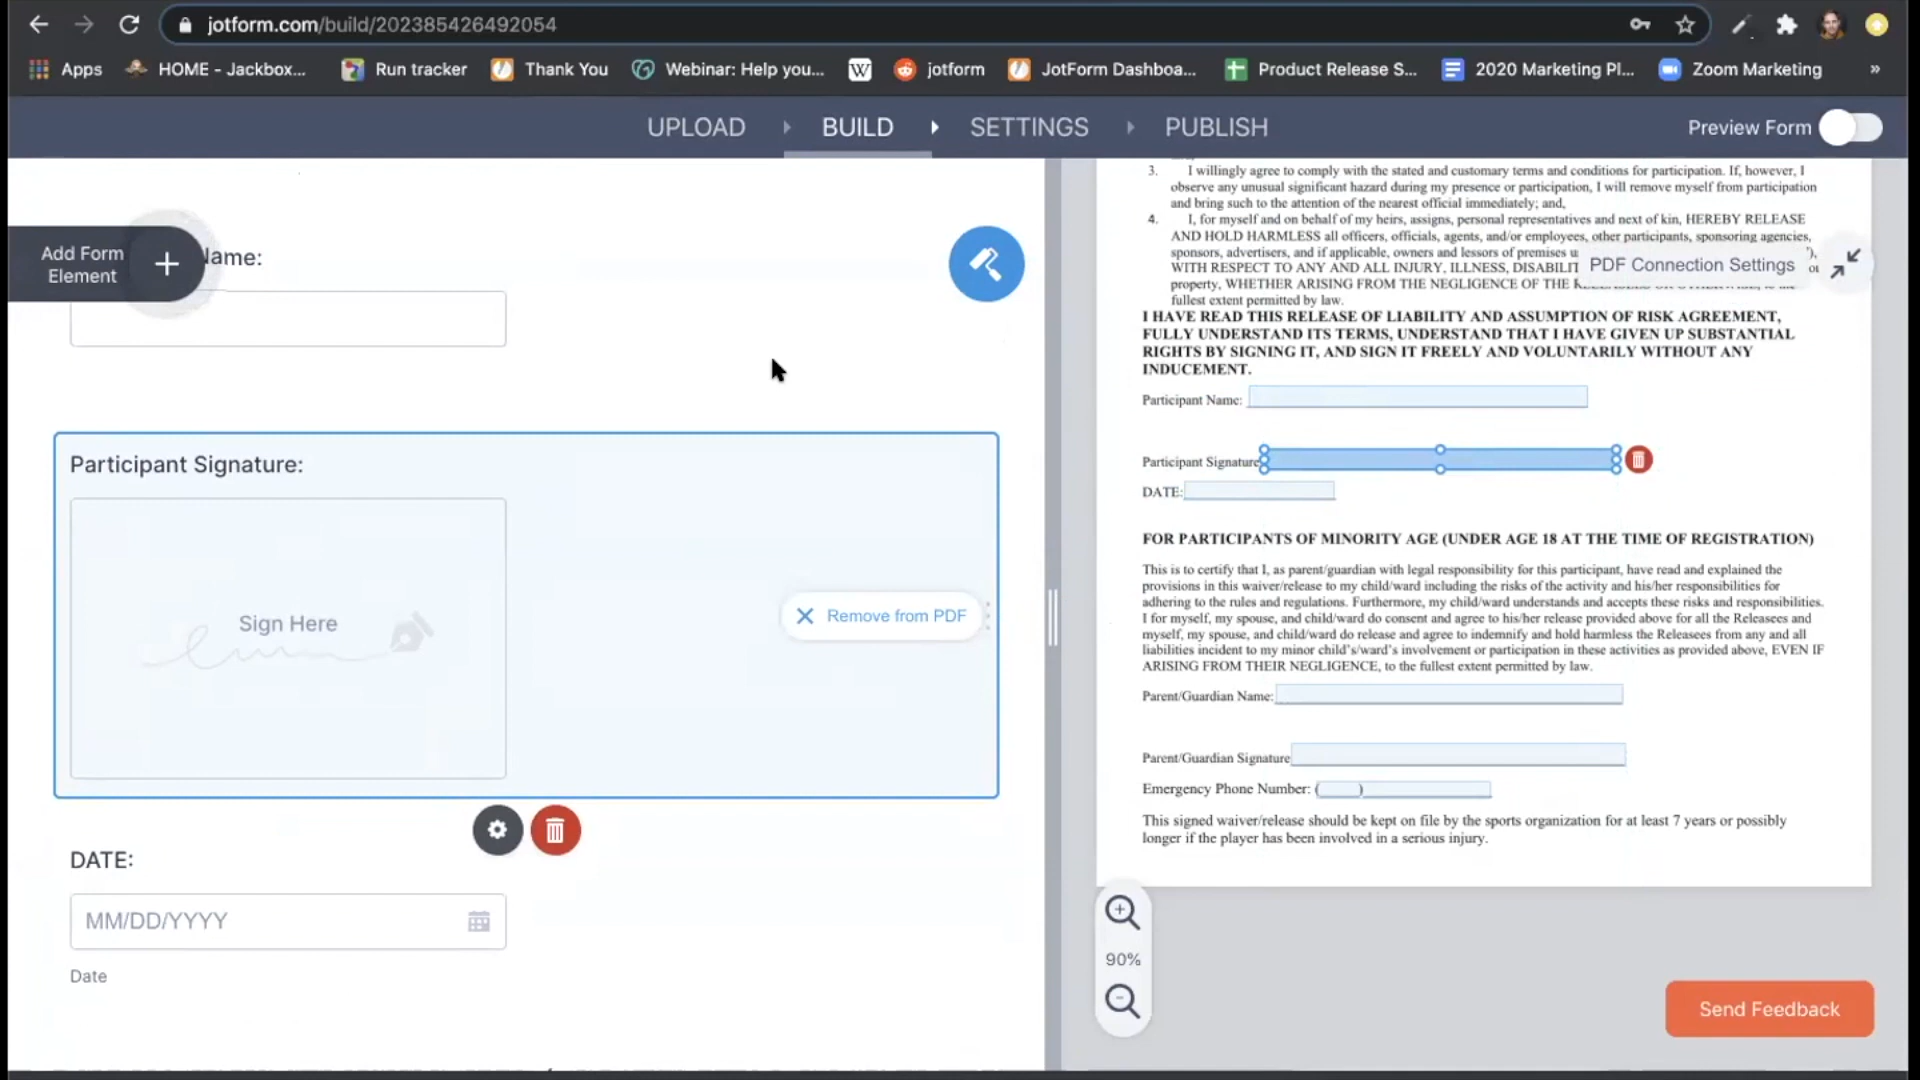 jotform.com/build/202385426492054
Apps
HOME - Jackbox...
Run tracker
Thank You
Webinar: Help you...
W
jotform
JotForm Dashboa...
Product Release S...
2020 Marketing Pl...
Zoom Marketing
»
UPLOAD
BUILD
SETTINGS
PUBLISH
Preview Form
Add Form
Element
Name:
Participant Signature:
Sign Here
Remove from PDF
DATE:
MM/DD/YYYY
Date
3. I willingly agree to comply with the stated and customary terms and conditions for participation. If, however, I
observe any unusual significant hazard during my presence or participation, I will remove myself from participation
and bring such to the attention of the nearest official immediately; and,
4. I, for myself and on behalf of my heirs, assigns, personal representatives and next of kin, HEREBY RELEASE
AND HOLD HARMLESS all officers, officials, agents, and/or employees, other participants, sponsoring agencies,
sponsors, advertisers, and if applicable, owners and lessors of premises
WITH RESPECT TO ANY AND ALL INJURY, ILLNESS,
PDF Connection Settings
property, WHETHER ARISING FROM THE NEGLIGENCE OF THE
fullest extent permitted by law.
I HAVE READ THIS RELEASE OF LIABILITY AND ASSUMPTION OF RISK AGREEMENT,
FULLY UNDERSTAND ITS TERMS, UNDERSTAND THAT I HAVE GIVEN UP SUBSTANTIAL
RIGHTS BY SIGNING IT, AND SIGN IT FREELY AND VOLUNTARILY WITHOUT ANY
INDUCEMENT.
Participant Name:
Participant Signature
DATE:
FOR PARTICIPANTS OF MINORITY AGE (UNDER AGE 18 AT THE TIME OF REGISTRATION)
This is to certify that I, as parent/guardian with legal responsibility for this participant, have read and explained the
provisions in this waiver/release to my child/ward including the risks of the activity and his/her responsibilities for
adhering to the rules and regulations. Furthermore, my child/ward understands and accepts these risks and responsibilities.
I for myself, my spouse, and child/ward do consent and agree to his/her release provided above for all the Releasees and
myself, my spouse, and child/ward do release and agree to indemnify and hold harmless the Releasees from any and all
liabilities incident to my minor child's/ward's involvement or participation in these activities as provided above, EVEN IF
ARISING FROM THEIR NEGLIGENCE, to the fullest extent permitted by law.
Parent/Guardian Name:
Parent/Guardian Signature
Emergency Phone Number: ( )
This signed waiver/release should be kept on file by the sports organization for at least 7 years or possibly
longer if the player has been involved in a serious injury.
90%
Send Feedback